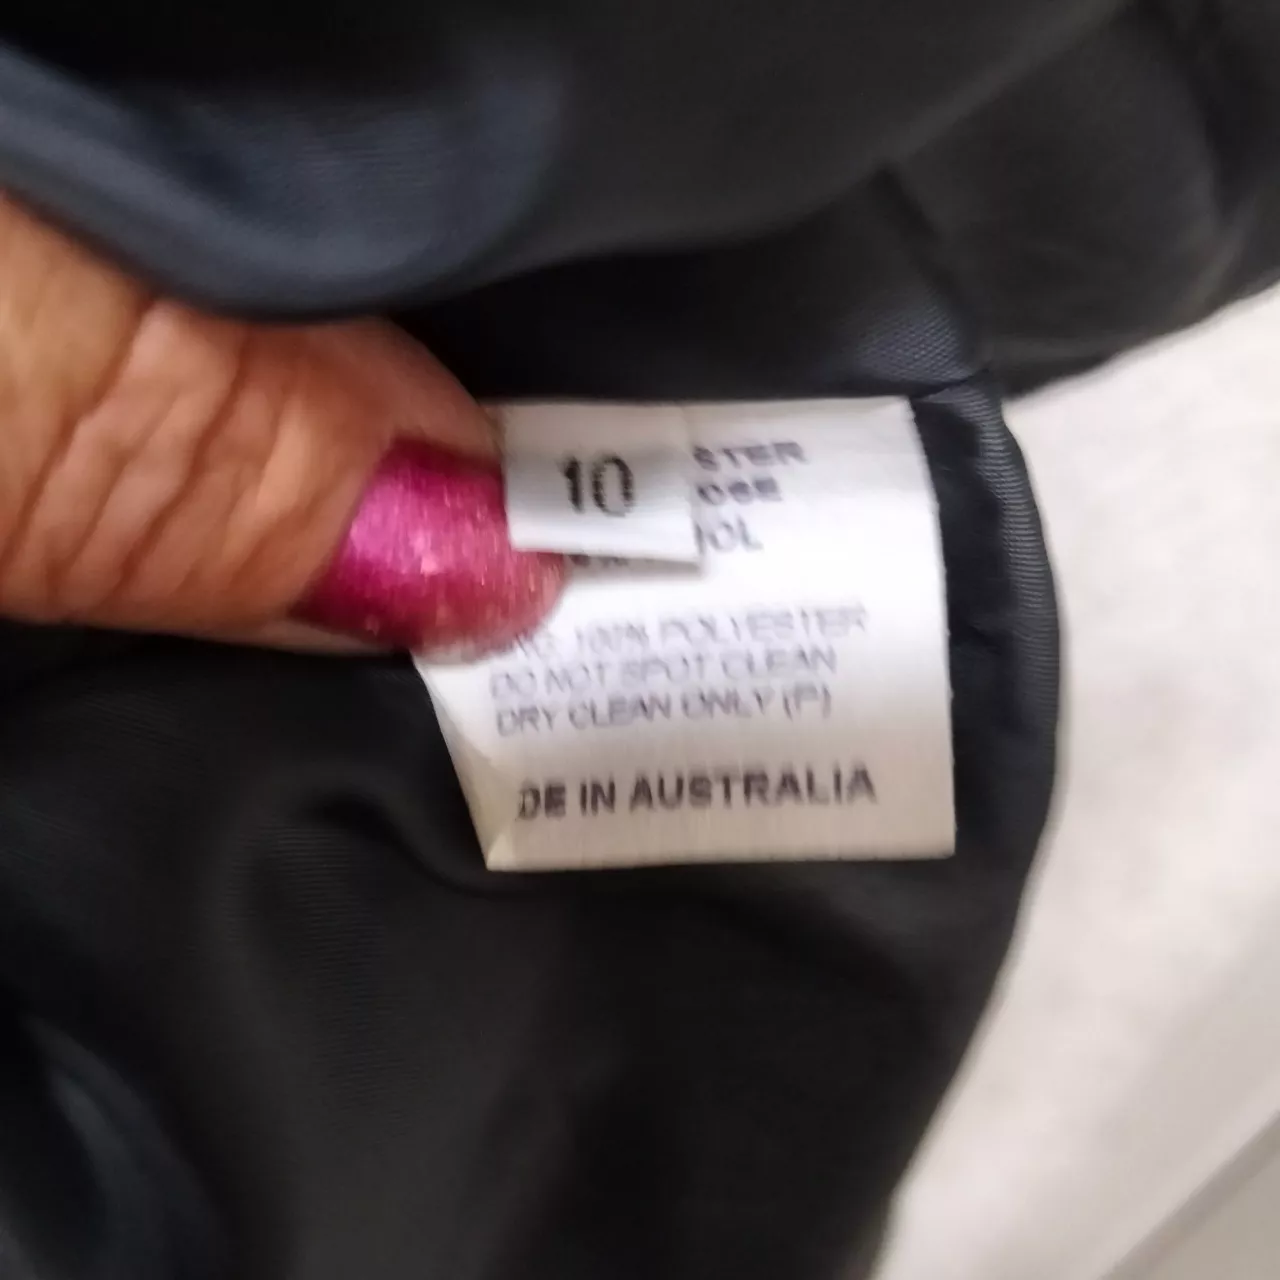 10
STER
OSE
OL
100% POLYESTER
DO NOT SPOT CLEAN
DRY CLEAN ONLY (P)
DE IN AUSTRALIA